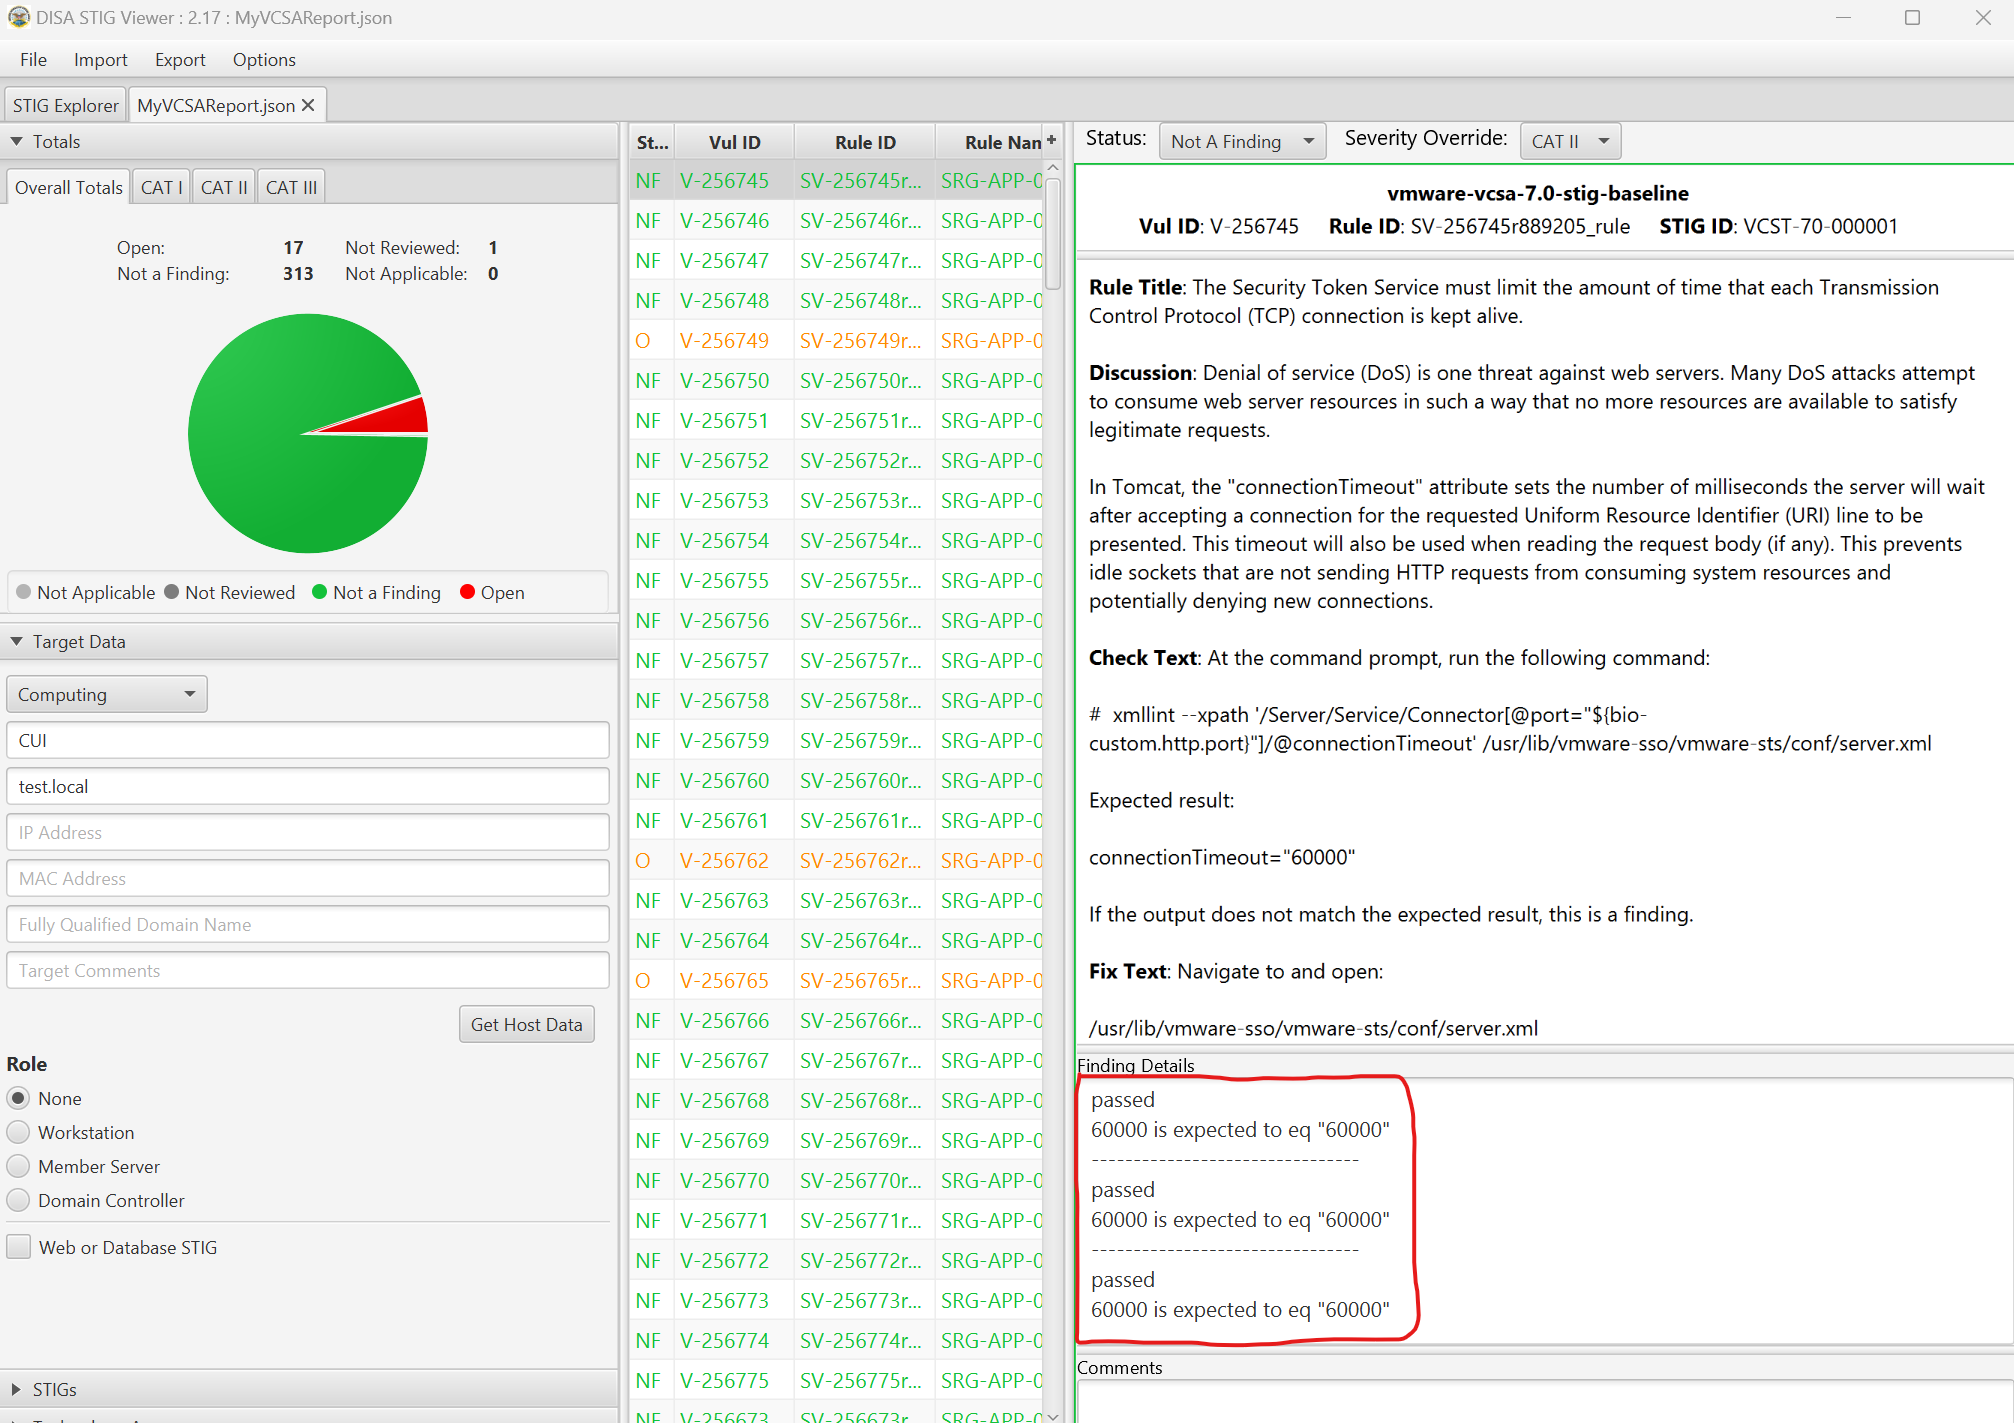 DISA STIG Viewer : 2.17 : MyVCSAReport.json
File Import Export Options
STIG Explorer MyVCSAReport.json
Totals
Overall Totals CAT I CAT II CAT III
Open: 17 Not Reviewed: 1
Not a Finding: 313 Not Applicable: 0
Not Applicable Not Reviewed Not a Finding Open
Target Data
Computing
CUI
test.local
IP Address
MAC Address
Fully Qualified Domain Name
Target Comments
Get Host Data
Role
None
Workstation
Member Server
Domain Controller
Web or Database STIG
STIGs
St... Vul ID Rule ID Rule Nan +
NF V-256745 SV-256745r... SRG-APP-0
NF V-256746 SV-256746r... SRG-APP-0
NF V-256747 SV-256747r... SRG-APP-0
NF V-256748 SV-256748r... SRG-APP-0
O V-256749 SV-256749r... SRG-APP-0
NF V-256750 SV-256750r... SRG-APP-0
NF V-256751 SV-256751r... SRG-APP-0
NF V-256752 SV-256752r... SRG-APP-0
NF V-256753 SV-256753r... SRG-APP-0
NF V-256754 SV-256754r... SRG-APP-0
NF V-256755 SV-256755r... SRG-APP-0
NF V-256756 SV-256756r... SRG-APP-0
NF V-256757 SV-256757r... SRG-APP-0
NF V-256758 SV-256758r... SRG-APP-0
NF V-256759 SV-256759r... SRG-APP-0
NF V-256760 SV-256760r... SRG-APP-0
NF V-256761 SV-256761r... SRG-APP-0
O V-256762 SV-256762r... SRG-APP-0
NF V-256763 SV-256763r... SRG-APP-0
NF V-256764 SV-256764r... SRG-APP-0
O V-256765 SV-256765r... SRG-APP-0
NF V-256766 SV-256766r... SRG-APP-0
NF V-256767 SV-256767r... SRG-APP-0
NF V-256768 SV-256768r... SRG-APP-0
NF V-256769 SV-256769r... SRG-APP-0
NF V-256770 SV-256770r... SRG-APP-0
NF V-256771 SV-256771r... SRG-APP-0
NF V-256772 SV-256772r... SRG-APP-0
NF V-256773 SV-256773r... SRG-APP-0
NF V-256774 SV-256774r... SRG-APP-0
NF V-256775 SV-256775r... SRG-APP-0
NF V-256673 SV-256673r... SRG-APP-0
Status: Not A Finding Severity Override: CAT II
vmware-vcsa-7.0-stig-baseline
Vul ID: V-256745 Rule ID: SV-256745r889205_rule STIG ID: VCST-70-000001
Rule Title: The Security Token Service must limit the amount of time that each Transmission
Control Protocol (TCP) connection is kept alive.
Discussion: Denial of service (DoS) is one threat against web servers. Many DoS attacks attempt
to consume web server resources in such a way that no more resources are available to satisfy
legitimate requests.
In Tomcat, the "connectionTimeout" attribute sets the number of milliseconds the server will wait
after accepting a connection for the requested Uniform Resource Identifier (URI) line to be
presented. This timeout will also be used when reading the request body (if any). This prevents
idle sockets that are not sending HTTP requests from consuming system resources and
potentially denying new connections.
Check Text: At the command prompt, run the following command:
# xmllint --xpath '/Server/Service/Connector[@port="${bio-
custom.http.port}"]/@connectionTimeout' /usr/lib/vmware-sso/vmware-sts/conf/server.xml
Expected result:
connectionTimeout="60000"
If the output does not match the expected result, this is a finding.
Fix Text: Navigate to and open:
/usr/lib/vmware-sso/vmware-sts/conf/server.xml
Finding Details
passed
60000 is expected to eq "60000"
--------------------------------
passed
60000 is expected to eq "60000"
--------------------------------
passed
60000 is expected to eq "60000"
Comments